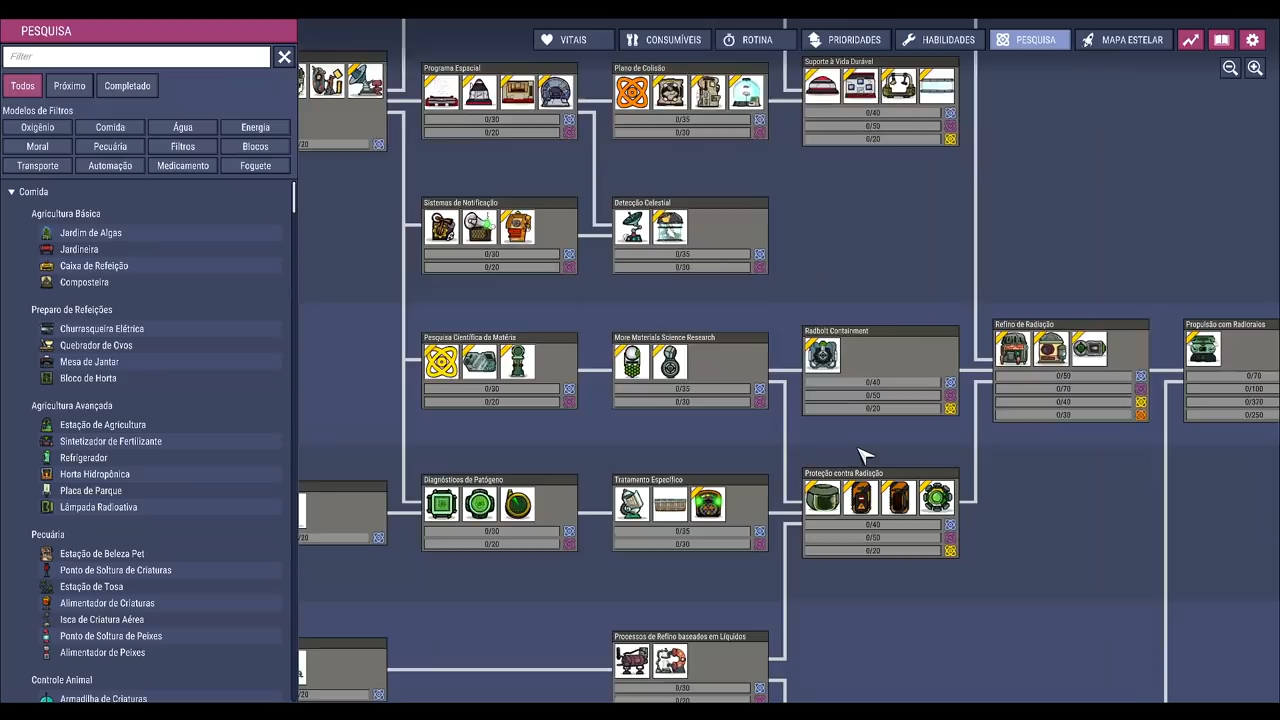 PESQUISA
VITAIS
CONSUMÍVEIS
ROTINA
PRIORIDADES
HABILIDADES
PESQUISA
MAPA ESTELAR
Filter
Todos
Próximo
Completado
Modelos de Filtros
Oxigênio
Comida
Água
Energia
Moral
Pecuária
Filtros
Blocos
Transporte
Automação
Medicamento
Foguete
Comida
Agricultura Básica
Jardim de Algas
Jardineira
Caixa de Refeição
Composteira
Preparo de Refeições
Churrasqueira Elétrica
Quebrador de Ovos
Mesa de Jantar
Bloco de Horta
Agricultura Avançada
Estação de Agricultura
Sintetizador de Fertilizante
Refrigerador
Horta Hidropônica
Placa de Parque
Lâmpada Radioativa
Pecuária
Estação de Beleza Pet
Ponto de Soltura de Criaturas
Estação de Tosa
Alimentador de Criaturas
Isca de Criatura Aérea
Ponto de Soltura de Peixes
Alimentador de Peixes
Controle Animal
Armadilha de Criaturas
/20
/20
/20
Programa Espacial
0/30
0/20
Plano de Colisão
0/35
0/30
Suporte à Vida Durável
0/40
0/50
0/20
Sistemas de Notificação
0/30
0/20
Detecção Celestial
0/35
0/30
Pesquisa Científica da Matéria
0/30
0/20
More Materials Science Research
0/35
0/30
Radbolt Containment
0/40
0/50
0/20
Refino de Radiação
0/50
0/70
0/40
0/30
Propulsão com Radioraios
0/70
0/100
0/370
0/250
Diagnósticos de Patógeno
0/30
0/20
Tratamento Específico
0/35
0/30
Proteção contra Radiação
0/40
0/50
0/20
Processos de Refino baseados em Líquidos
0/30
0/20